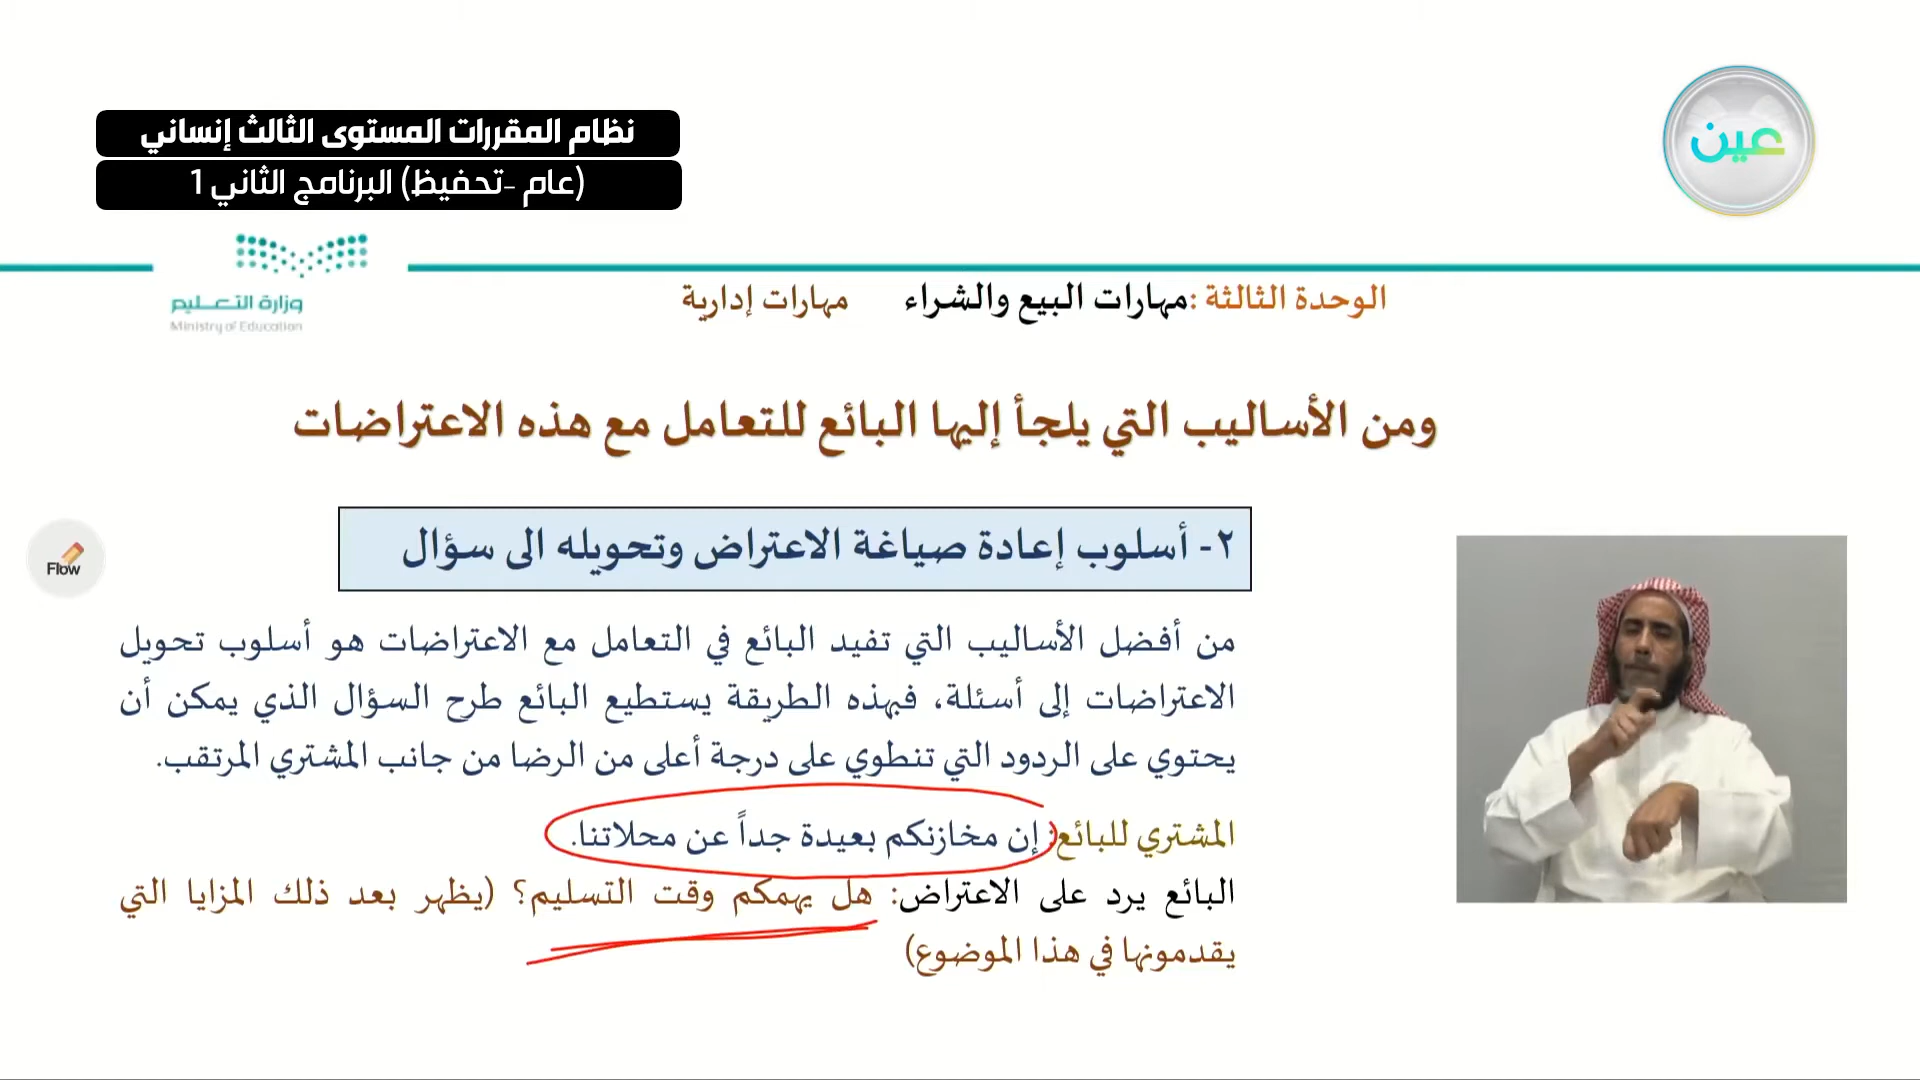 نظام المقررات المستوى الثالث إنساني
(عام -تحفيظ) البرنامج الثاني 1
عين
وزارة التعليم
Ministry of Education
الوحدة الثالثة :مهارات البيع والشراء مهارات إدارية
ومن الأساليب التي يلجأ إليها البائع للتعامل مع هذه الاعتراضات
٢- أسلوب إعادة صياغة الاعتراض وتحويله الى سؤال
Flow
من أفضل الأساليب التي تفيد البائع في التعامل مع الاعتراضات هو أسلوب تحويل
الاعتراضات إلى أسئلة، فبهذه الطريقة يستطيع البائع طرح السؤال الذي يمكن أن
يحتوي على الردود التي تنطوي على درجة أعلى من الرضا من جانب المشتري المرتقب.
المشتري للبائع: إن مخازنكم بعيدة جداً عن محلاتنا.
البائع يرد على الاعتراض: هل يهمكم وقت التسليم؟ (يظهر بعد ذلك المزايا التي
يقدمونها في هذا الموضوع)